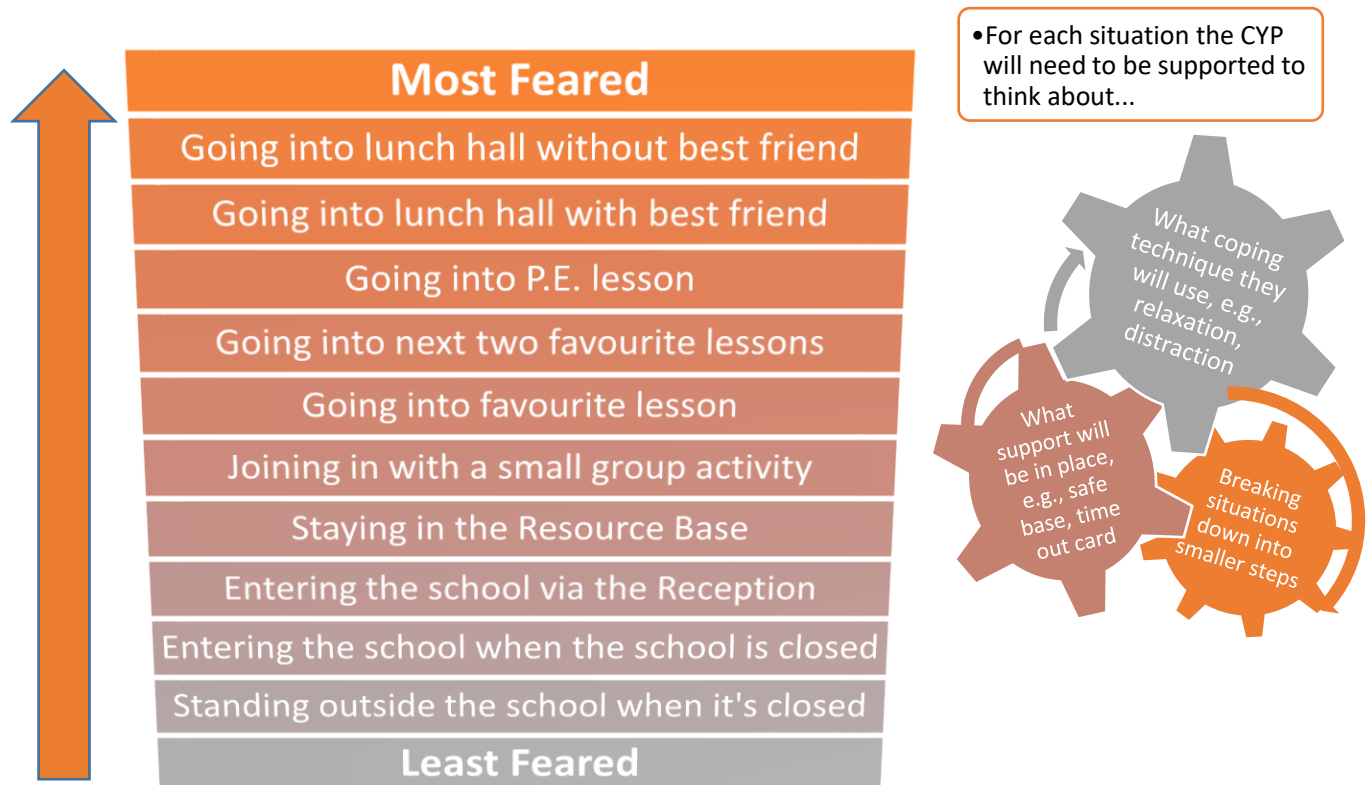 Most Feared
Going into lunch hall without best friend
Going into lunch hall with best friend
Going into P.E. lesson
Going into next two favourite lessons
Going into favourite lesson
Joining in with a small group activity
Staying in the Resource Base
Entering the school via the Reception
Entering the school when the school is closed
Standing outside the school when it's closed
Least Feared
•For each situation the CYP
will need to be supported to
think about...
What coping
technique they
will use, e.g.,
relaxation,
distraction
What
support will
be in place,
e.g., safe
base, time
out card
Breaking
situations
down into
smaller steps